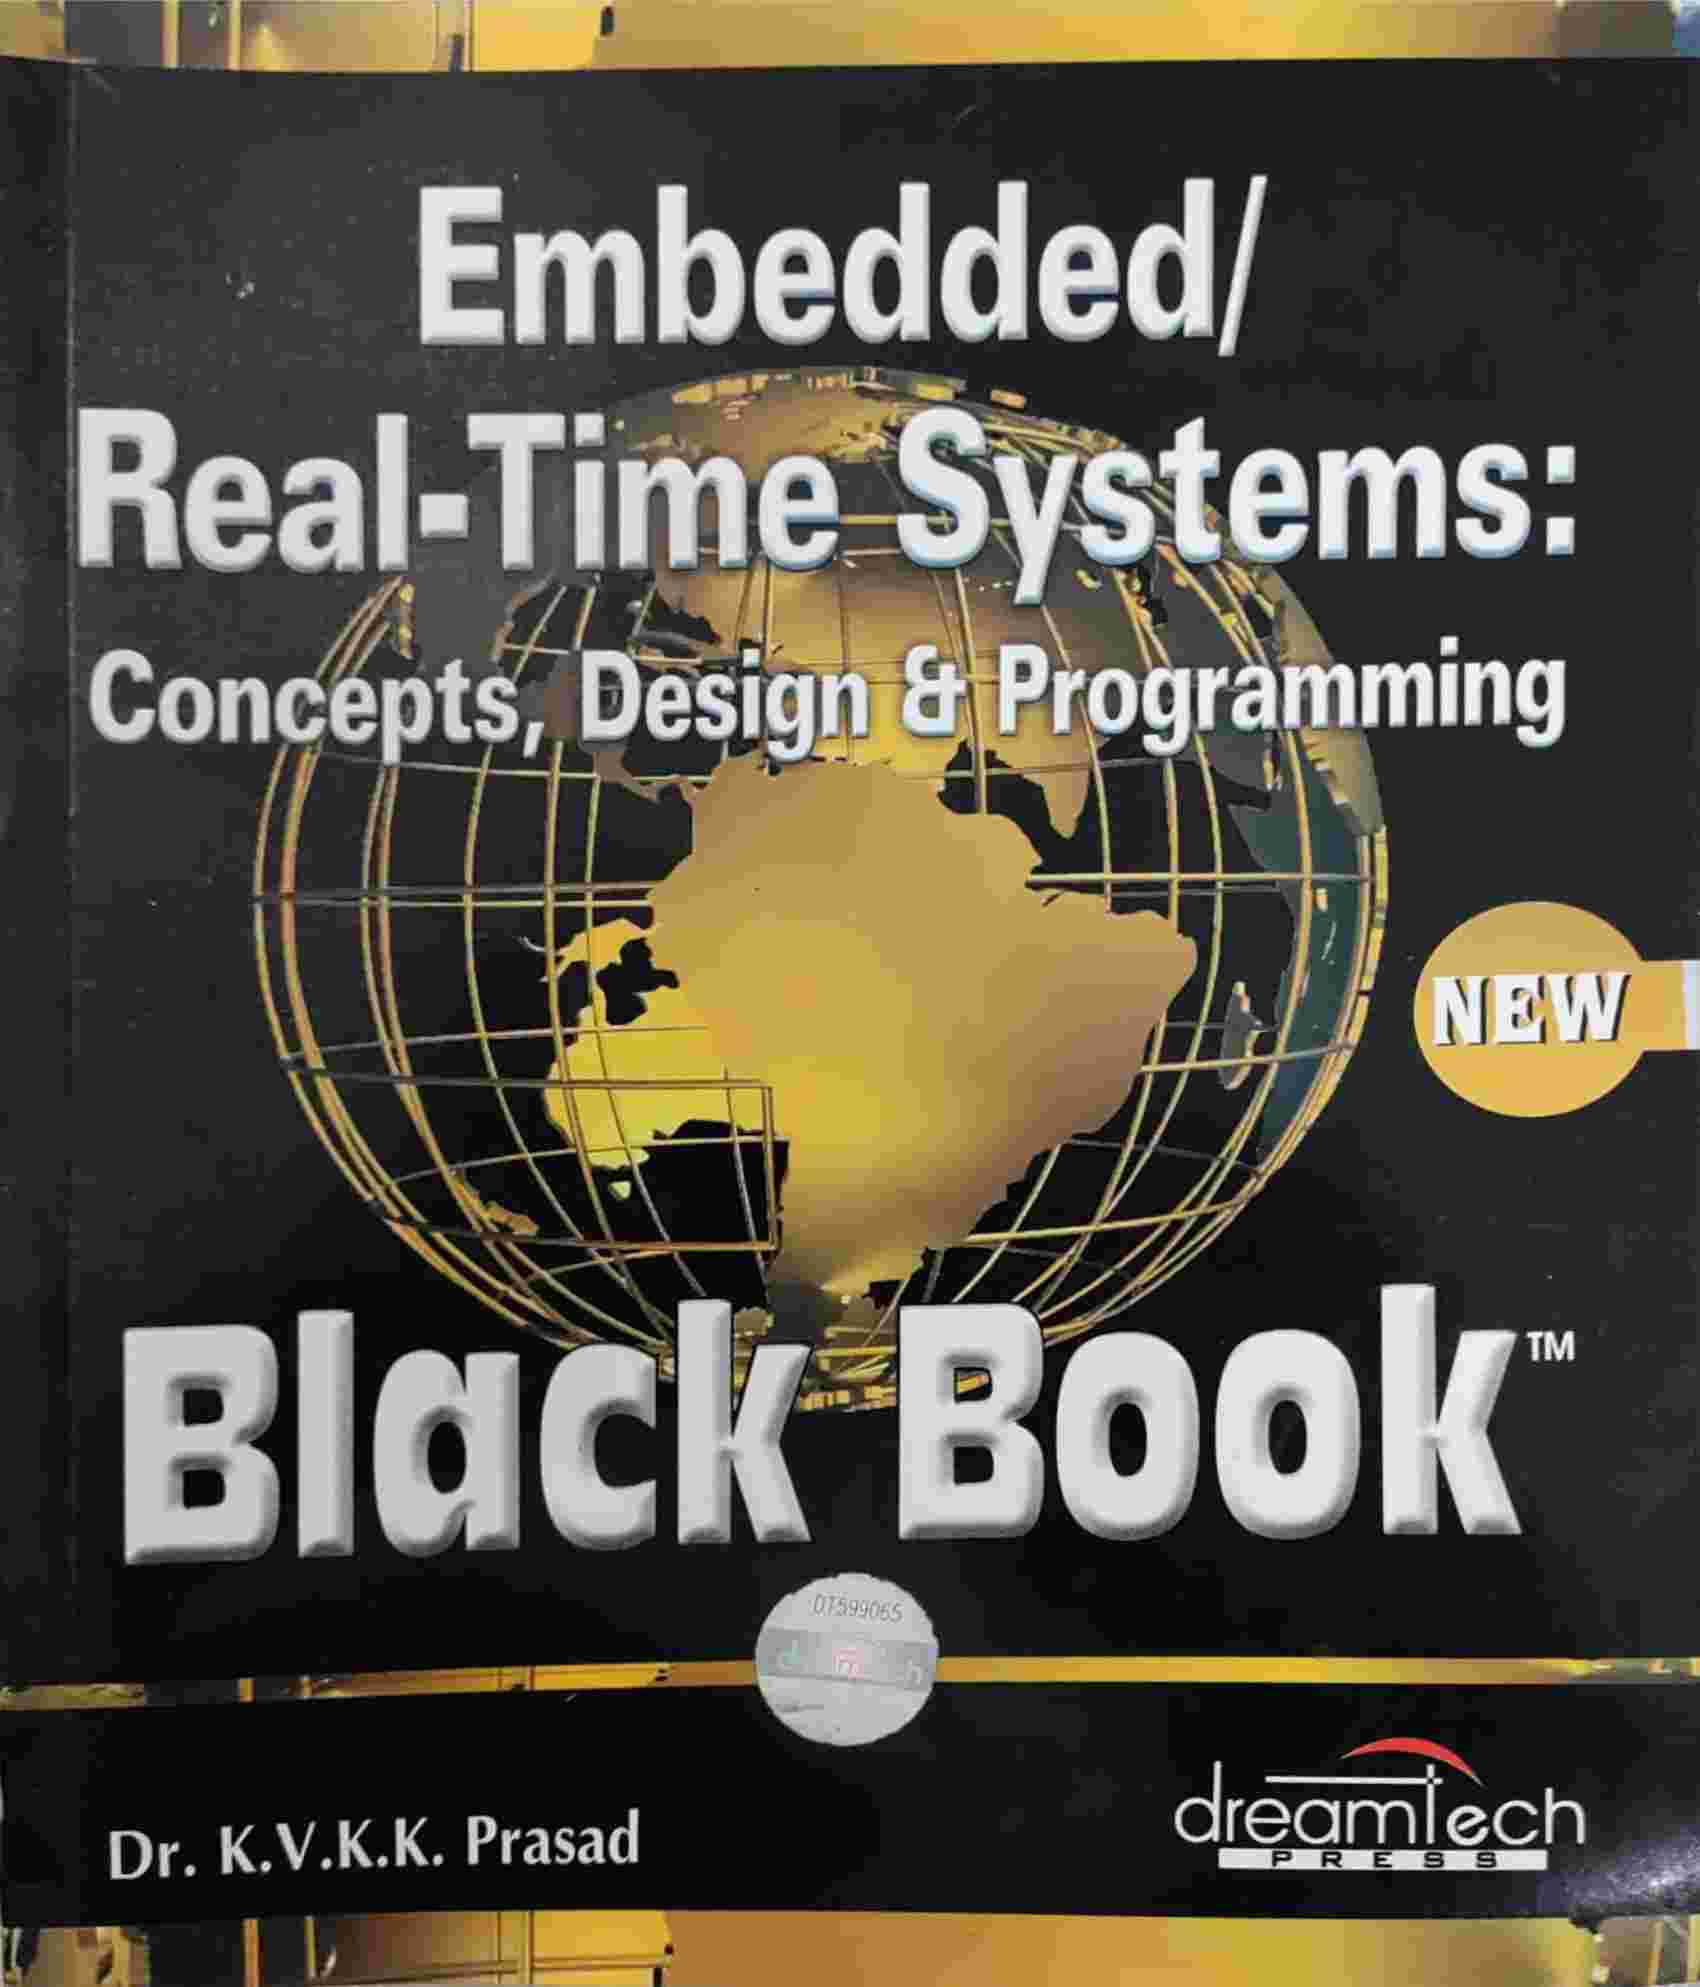 Embedded/
Real-Time Systems:
Concepts, Design & Programming
NEW
Black Book™
DT599065
Dr. K.V.K.K. Prasad
dreamtech
PRESS